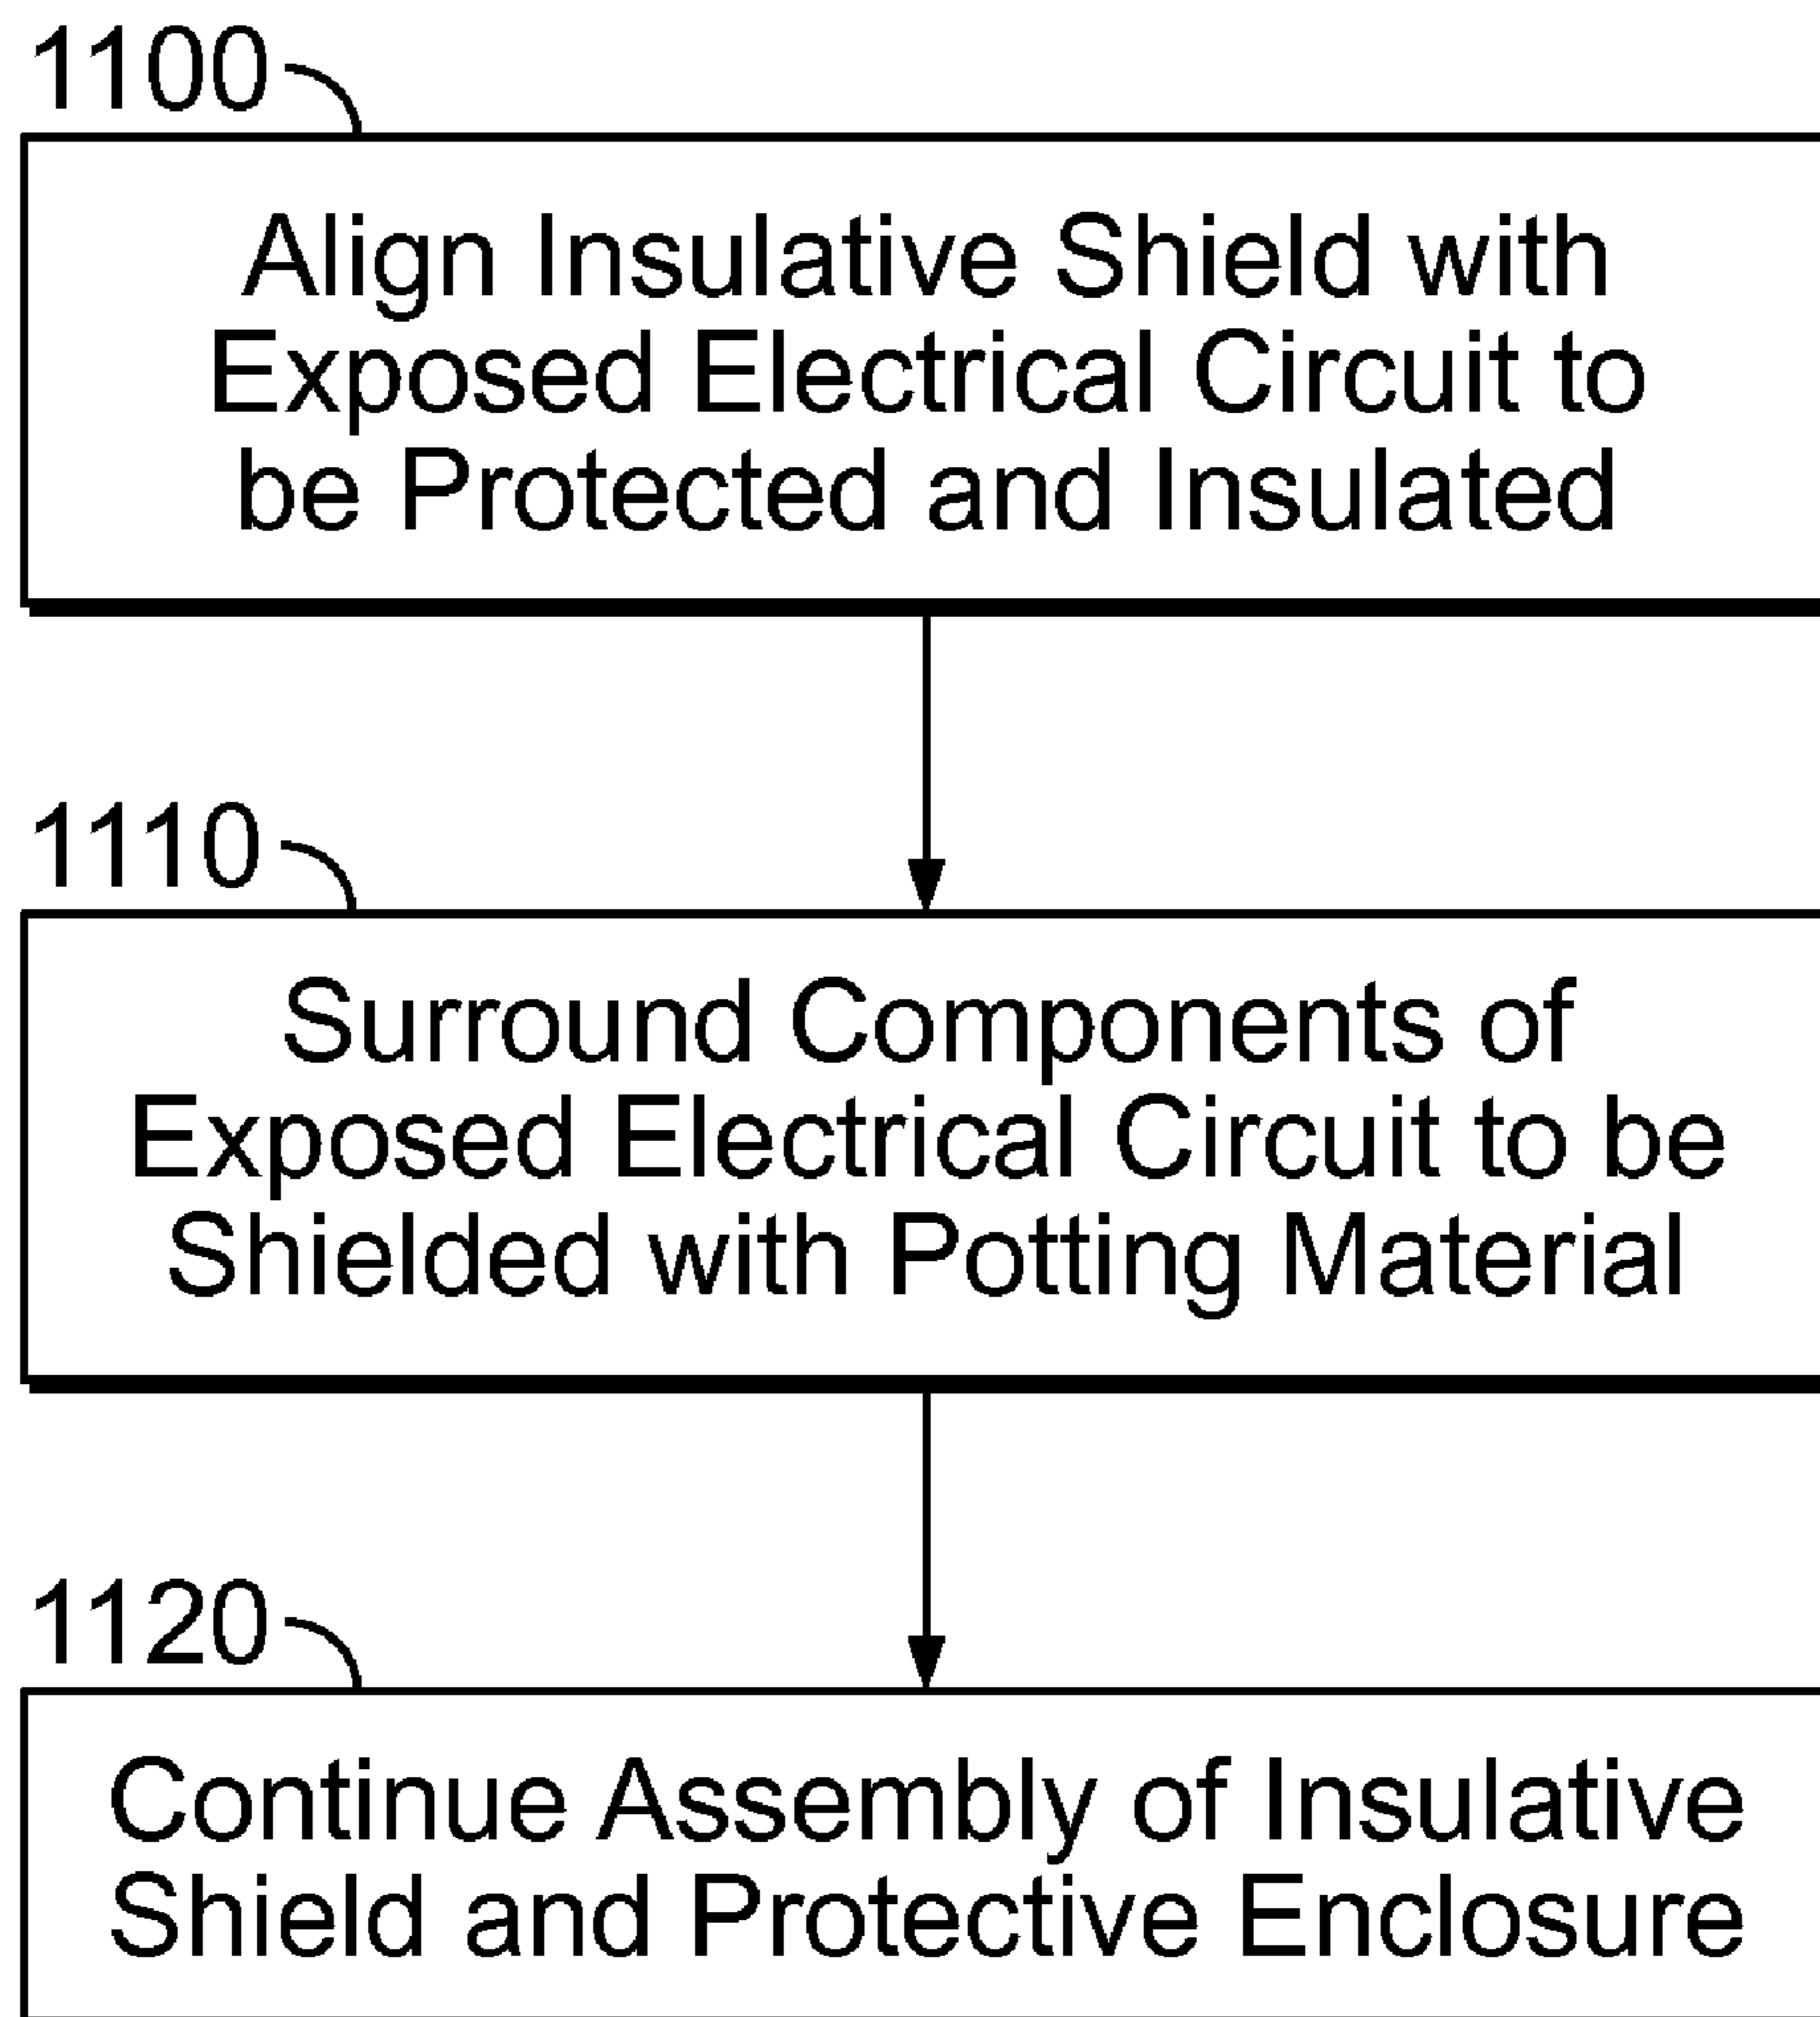 1100
Align Insulative Shield with
Exposed Electrical Circuit to
be Protected and Insulated
1110
Surround Components of
Exposed Electrical Circuit to be
Shielded with Potting Material
1120
Continue Assembly of Insulative
Shield and Protective Enclosure